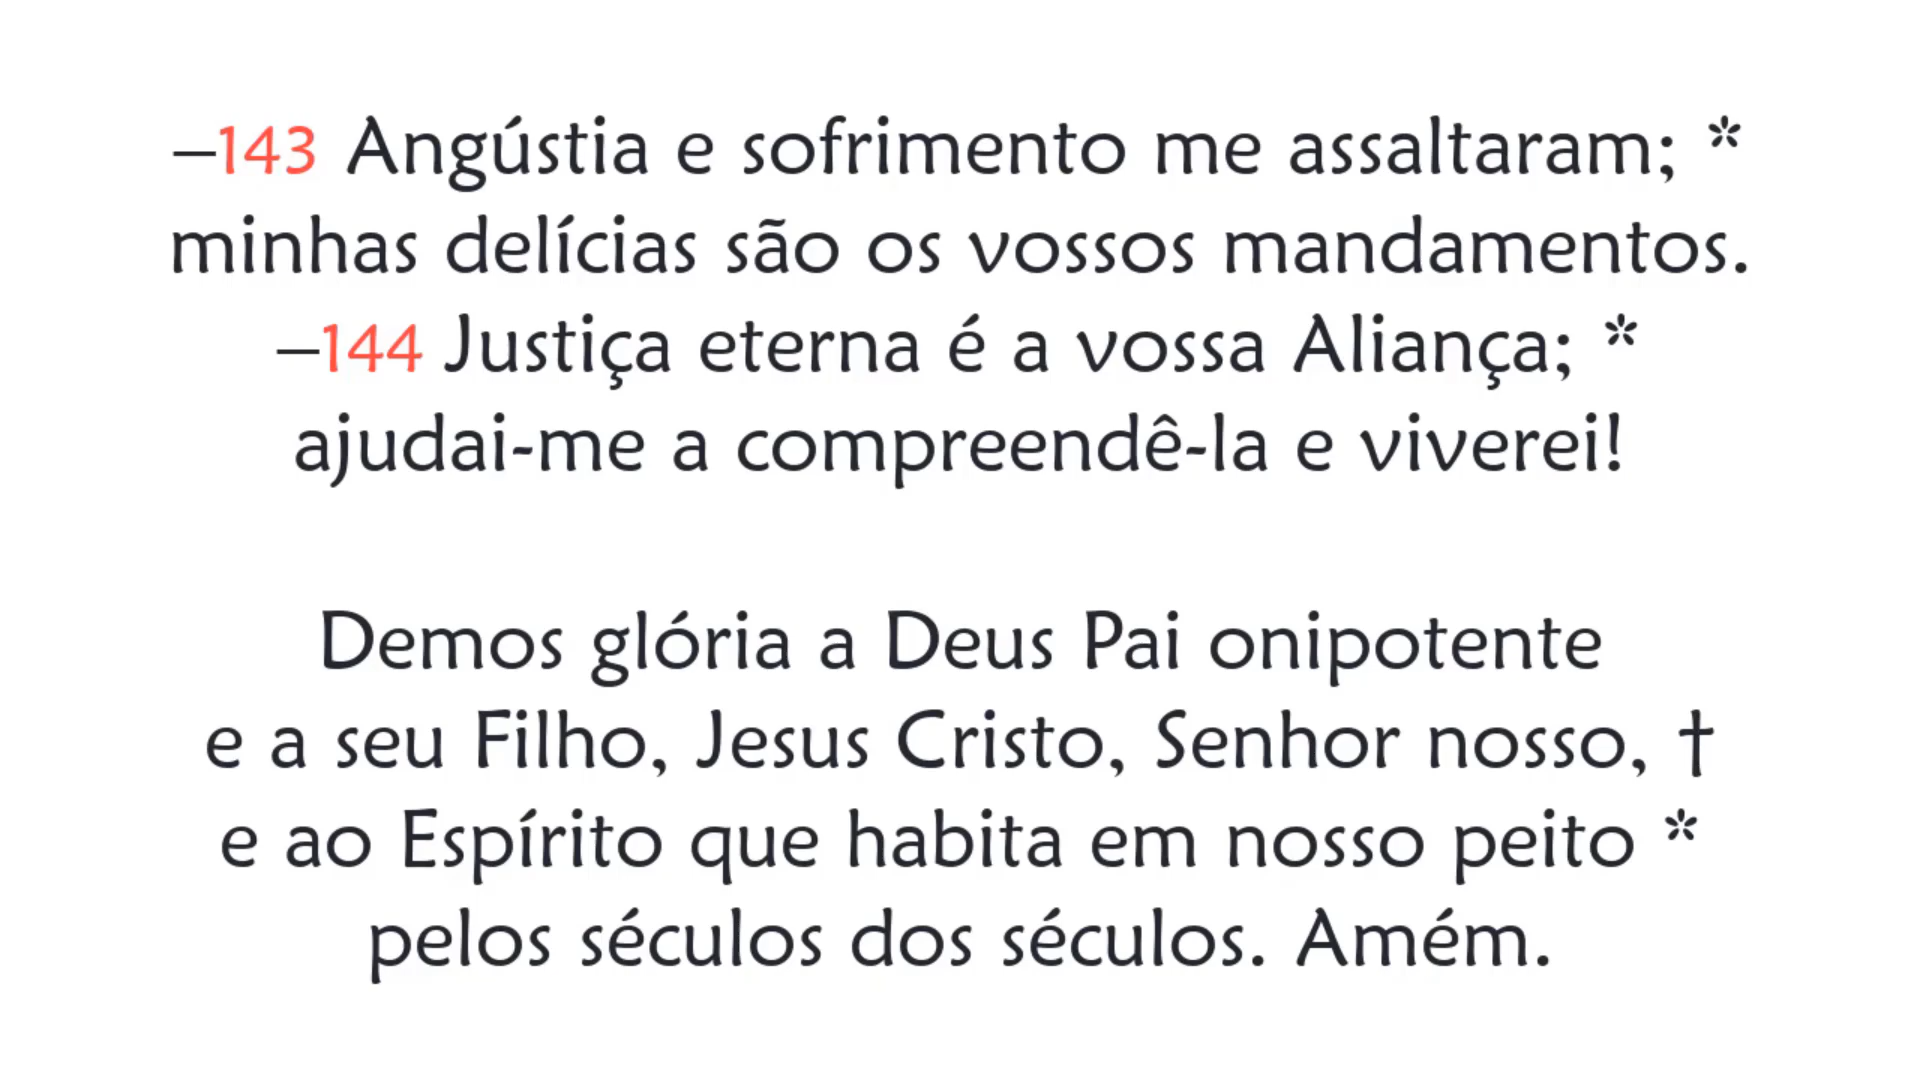 –143 Angústia e sofrimento me assaltaram; *
minhas delícias são os vossos mandamentos.
–144 Justiça eterna é a vossa Aliança; *
ajudai-me a compreendê-la e viverei!
Demos glória a Deus Pai onipotente
e a seu Filho, Jesus Cristo, Senhor nosso, †
e ao Espírito que habita em nosso peito *
pelos séculos dos séculos. Amém.